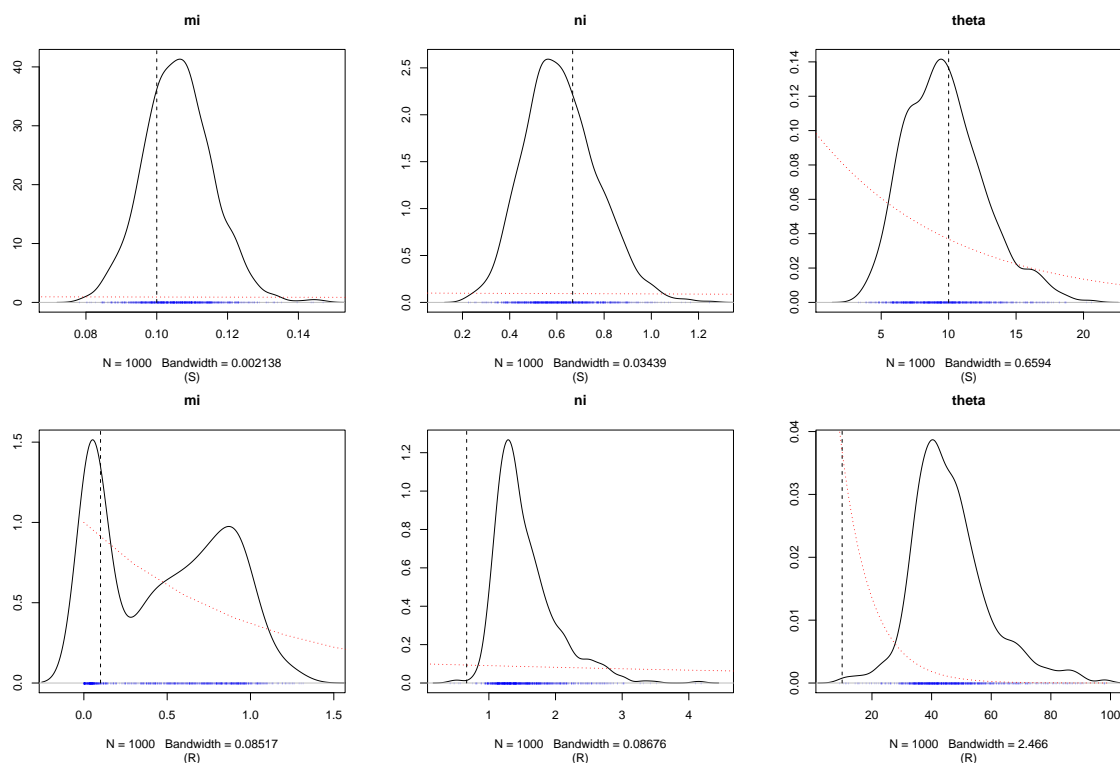 mi ni theta
40
30
20
10
0
0.08 0.10 0.12 0.14
N = 1000 Bandwidth = 0.002138
(S)
2.5
2.0
1.5
1.0
0.5
0.0
0.2 0.4 0.6 0.8 1.0 1.2
N = 1000 Bandwidth = 0.03439
(S)
0.14
0.12
0.10
0.08
0.06
0.04
0.02
0.00
5 10 15 20
N = 1000 Bandwidth = 0.6594
(S)
mi ni theta
1.5
1.0
0.5
0.0
0.0 0.5 1.0 1.5
N = 1000 Bandwidth = 0.08517
(R)
1.2
1.0
0.8
0.6
0.4
0.2
0.0
1 2 3 4
N = 1000 Bandwidth = 0.08676
(R)
0.04
0.03
0.02
0.01
0.00
20 40 60 80 100
N = 1000 Bandwidth = 2.466
(R)